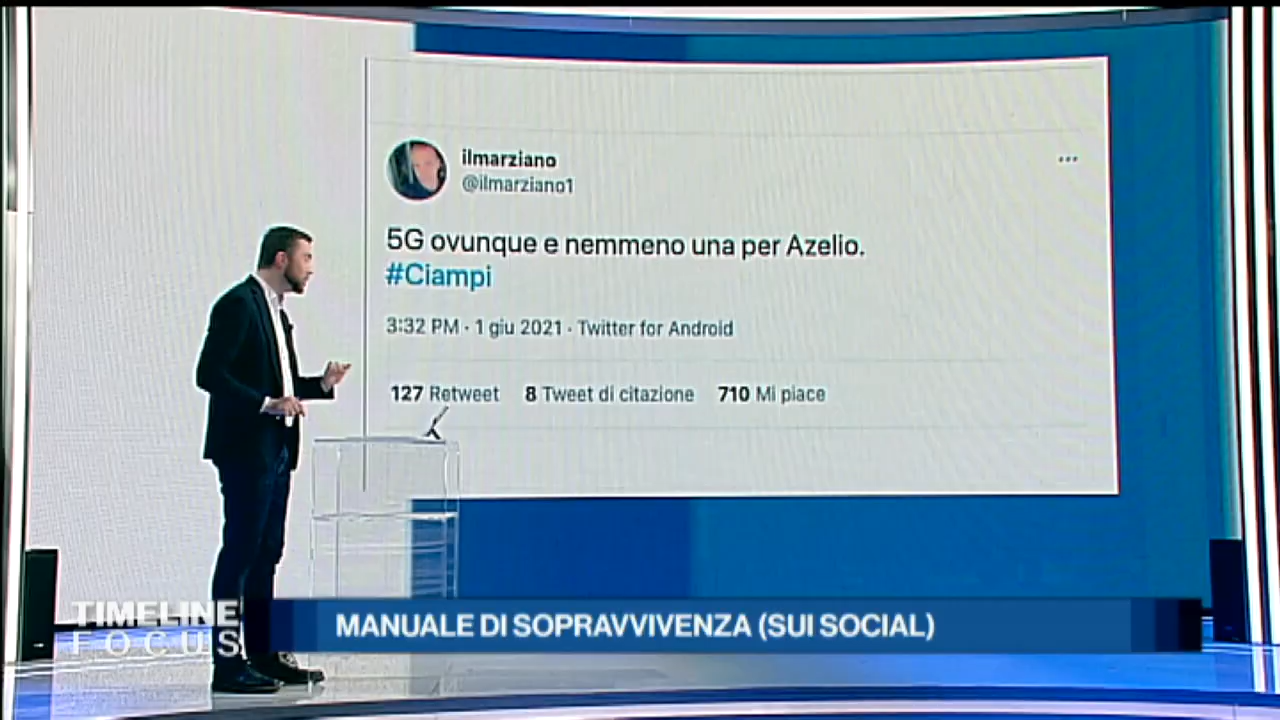 ilmarziano
@ilmarziano1
...
5G ovunque e nemmeno una per Azelio.
#Ciampi
3:32 PM · 1 giu 2021 · Twitter for Android
127 Retweet 8 Tweet di citazione 710 Mi piace
TIMELINE
FOCUS
MANUALE DI SOPRAVVIVENZA (SUI SOCIAL)